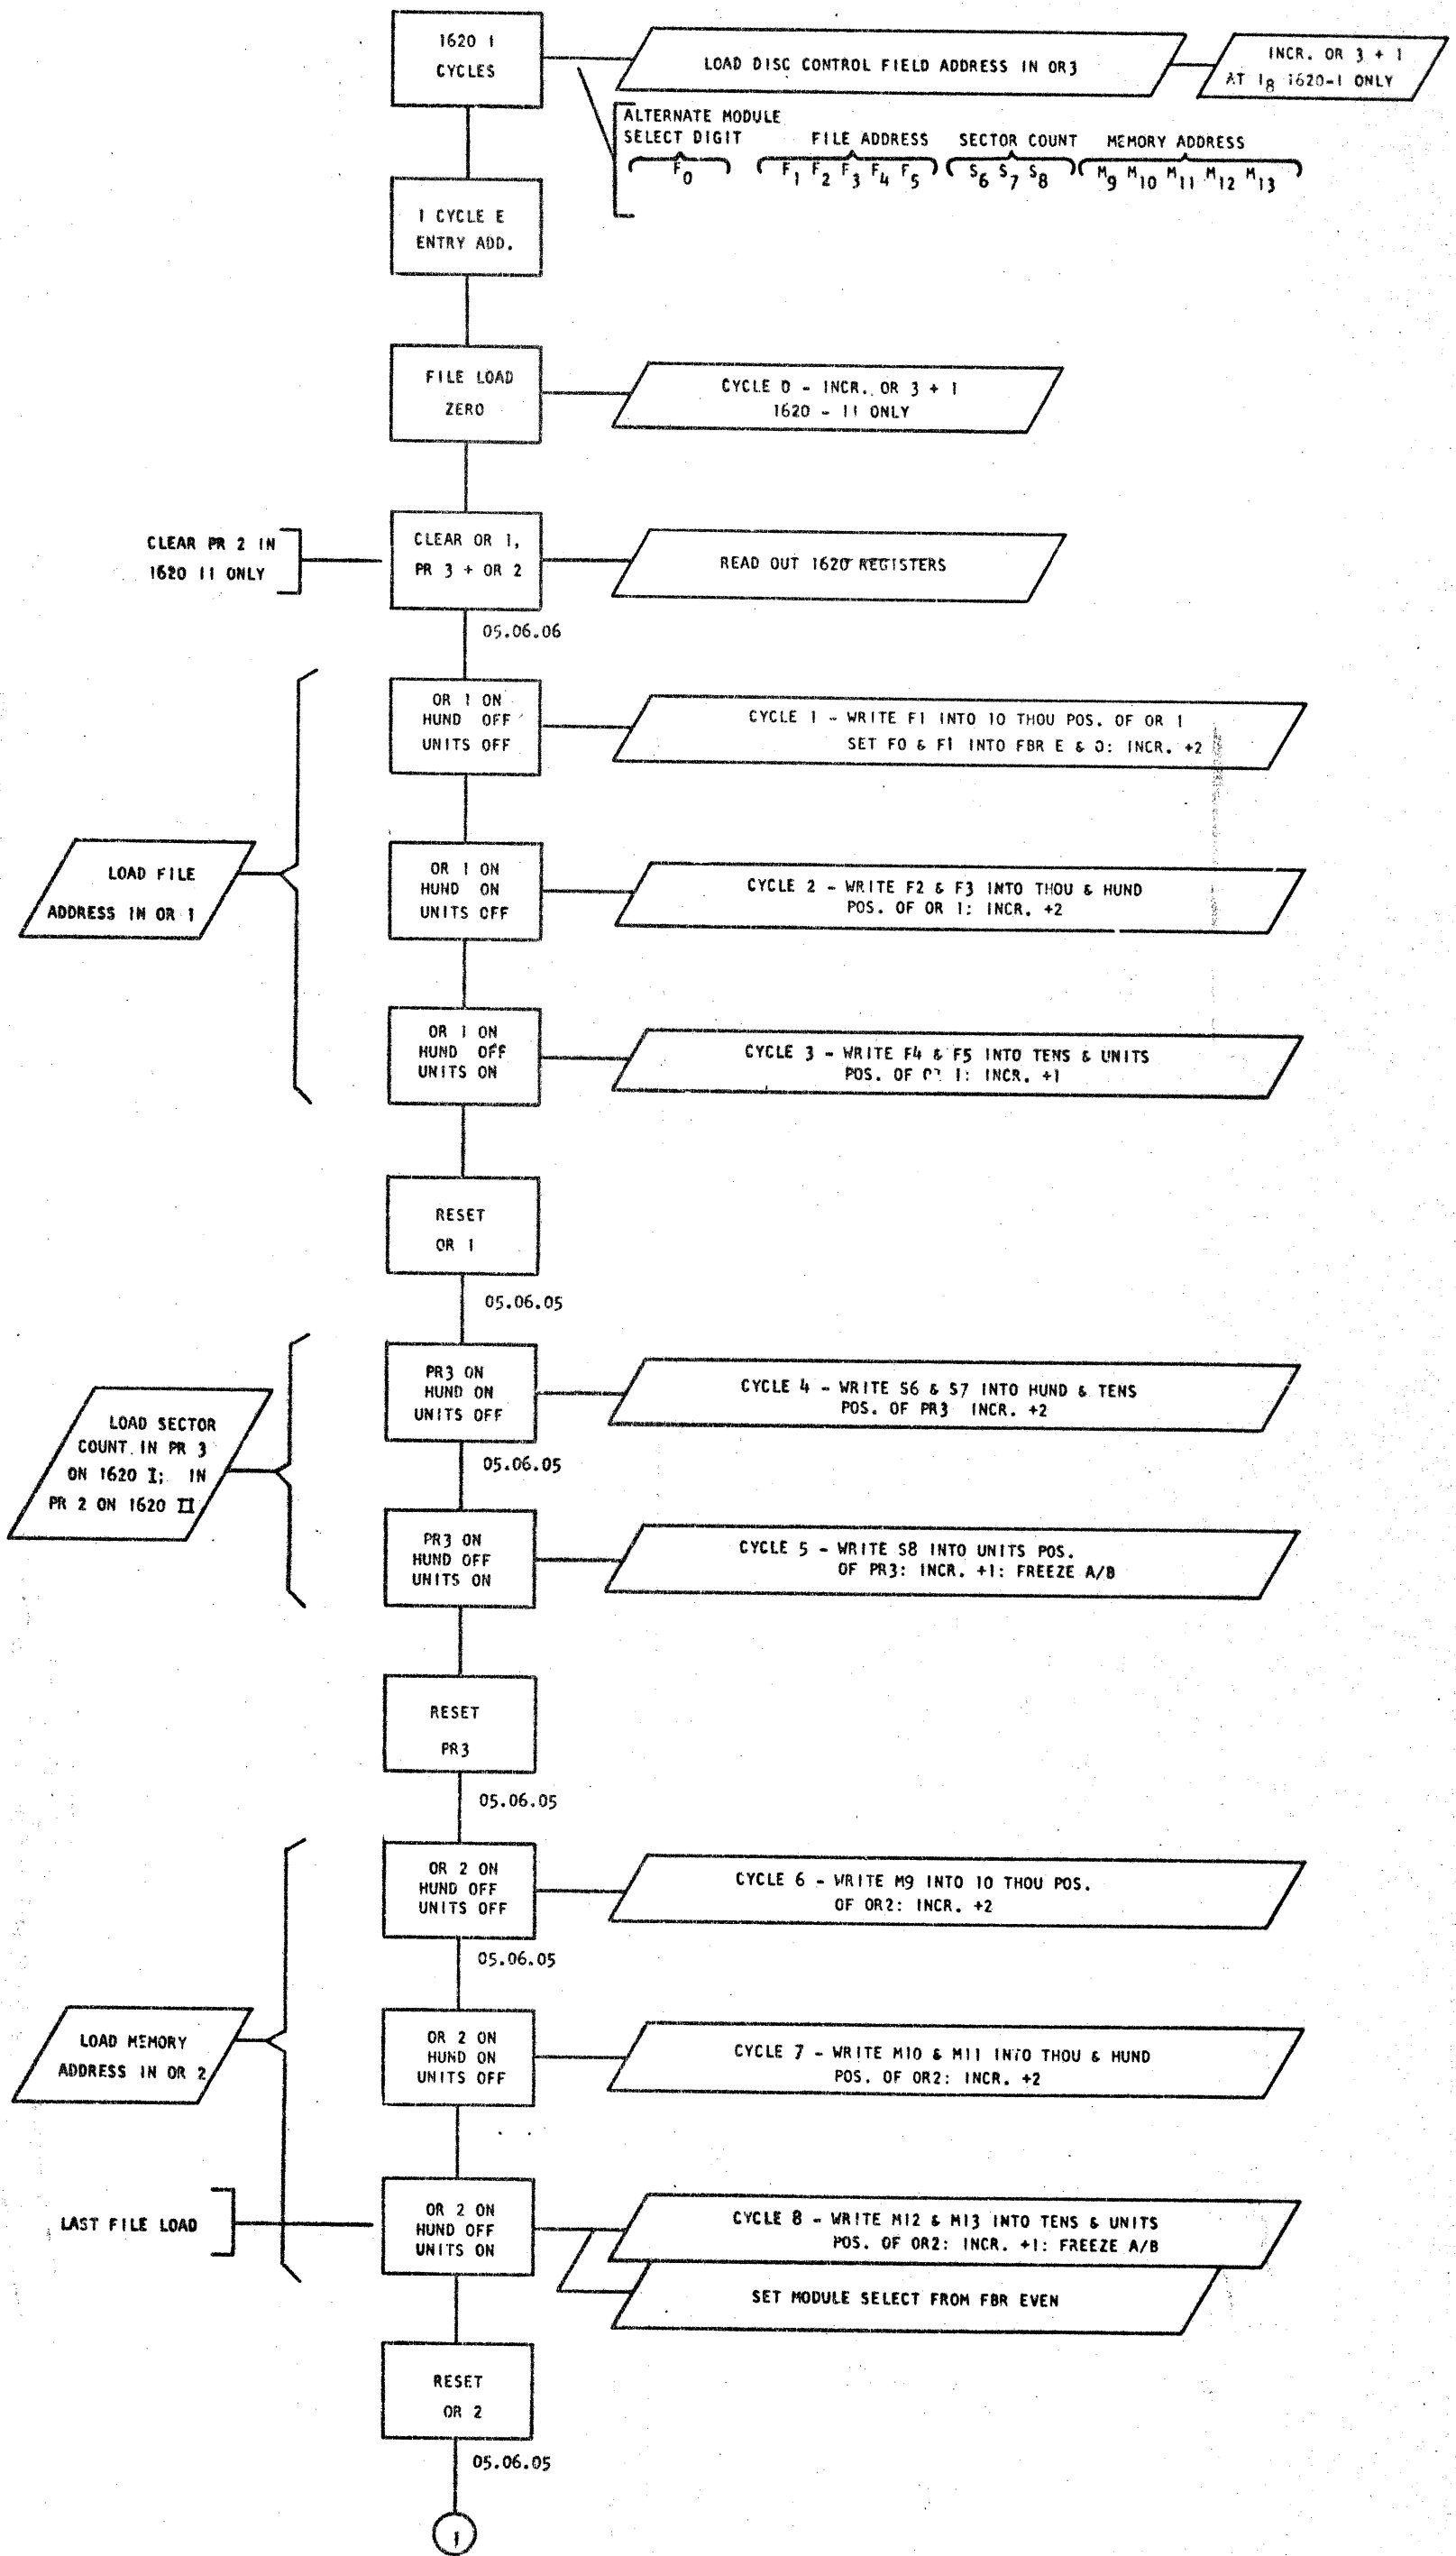 1620 I
CYCLES
LOAD DISC CONTROL FIELD ADDRESS IN OR3
INCR. OR 3 + 1
AT I8 1620-I ONLY
ALTERNATE MODULE
SELECT DIGIT FILE ADDRESS SECTOR COUNT MEMORY ADDRESS
F0 F1 F2 F3 F4 F5 S6 S7 S8 M9 M10 M11 M12 M13
I CYCLE E
ENTRY ADD.
FILE LOAD
ZERO
CYCLE 0 - INCR. OR 3 + 1
1620 - II ONLY
CLEAR PR 2 IN
1620 II ONLY
CLEAR OR 1,
PR 3 + OR 2
READ OUT 1620 REGISTERS
05.06.06
OR 1 ON
HUND OFF
UNITS OFF
CYCLE 1 - WRITE F1 INTO 10 THOU POS. OF OR 1
SET F0 & F1 INTO FBR E & O: INCR. +2
LOAD FILE
ADDRESS IN OR 1
OR 1 ON
HUND ON
UNITS OFF
CYCLE 2 - WRITE F2 & F3 INTO THOU & HUND
POS. OF OR 1: INCR. +2
OR 1 ON
HUND OFF
UNITS ON
CYCLE 3 - WRITE F4 & F5 INTO TENS & UNITS
POS. OF OR 1: INCR. +1
RESET
OR 1
05.06.05
LOAD SECTOR
COUNT. IN PR 3
ON 1620 I; IN
PR 2 ON 1620 II
PR3 ON
HUND ON
UNITS OFF
CYCLE 4 - WRITE S6 & S7 INTO HUND & TENS
POS. OF PR3 INCR. +2
05.06.05
PR3 ON
HUND OFF
UNITS ON
CYCLE 5 - WRITE S8 INTO UNITS POS.
OF PR3: INCR. +1: FREEZE A/B
RESET
PR3
05.06.05
OR 2 ON
HUND OFF
UNITS OFF
CYCLE 6 - WRITE M9 INTO 10 THOU POS.
OF OR2: INCR. +2
05.06.05
LOAD MEMORY
ADDRESS IN OR 2
OR 2 ON
HUND ON
UNITS OFF
CYCLE 7 - WRITE M10 & M11 INTO THOU & HUND
POS. OF OR2: INCR. +2
LAST FILE LOAD
OR 2 ON
HUND OFF
UNITS ON
CYCLE 8 - WRITE M12 & M13 INTO TENS & UNITS
POS. OF OR2: INCR. +1: FREEZE A/B
SET MODULE SELECT FROM FBR EVEN
RESET
OR 2
05.06.05
1